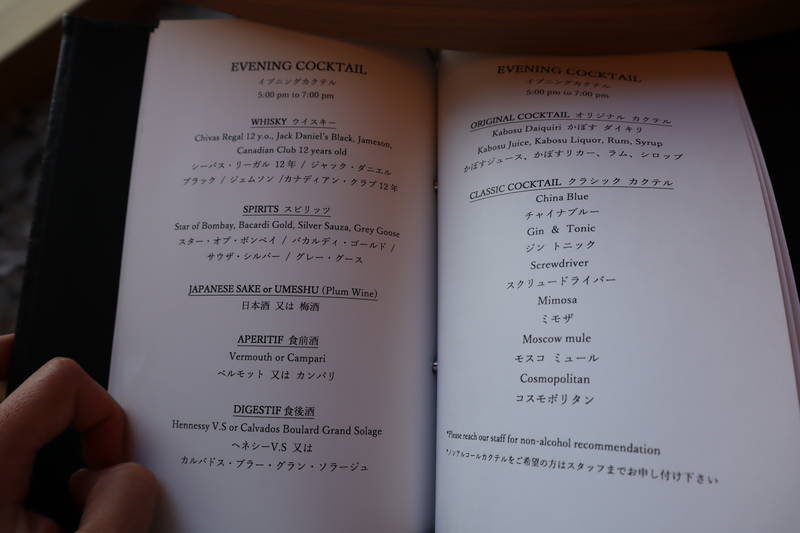 EVENING COCKTAIL
イブニングカクテル
5:00 pm to 7:00 pm
WHISKY ウイスキー
Chivas Regal 12 y.o., Jack Daniel's Black, Jameson,
Canadian Club 12 years old
シーバス・リーガル 12 年 / ジャック・ダニエル
ブラック / ジェムソン /カナディアン・クラブ 12 年
SPIRITS スピリッツ
Star of Bombay, Bacardi Gold, Silver Sauza, Grey Goose
スター・オブ・ボンベイ / バカルディ・ゴールド /
サウザ・シルバー / グレー・グース
JAPANESE SAKE or UMESHU (Plum Wine)
日本酒 又は 梅酒
APERITIF 食前酒
Vermouth or Campari
ベルモット 又は カンパリ
DIGESTIF 食後酒
Hennessy V.S or Calvados Boulard Grand Solage
ヘネシーV.S 又は
カルバドス・ブラー・グラン・ソラージュ
EVENING COCKTAIL
イブニングカクテル
5:00 pm to 7:00 pm
ORIGINAL COCKTAIL オリジナル カクテル
Kabosu Daiquiri かぼす ダイキリ
Kabosu Juice, Kabosu Liquor, Rum, Syrup
かぼすジュース、かぼすリカー、ラム、シロップ
CLASSIC COCKTAIL クラシック カクテル
China Blue
チャイナブルー
Gin & Tonic
ジン トニック
Screwdriver
スクリュードライバー
Mimosa
ミモザ
Moscow mule
モスコ ミュール
Cosmopolitan
コスモポリタン
*Please reach our staff for non-alcohol recommendation
*ノンアルコールカクテルをご希望の方はスタッフまでお申し付け下さい